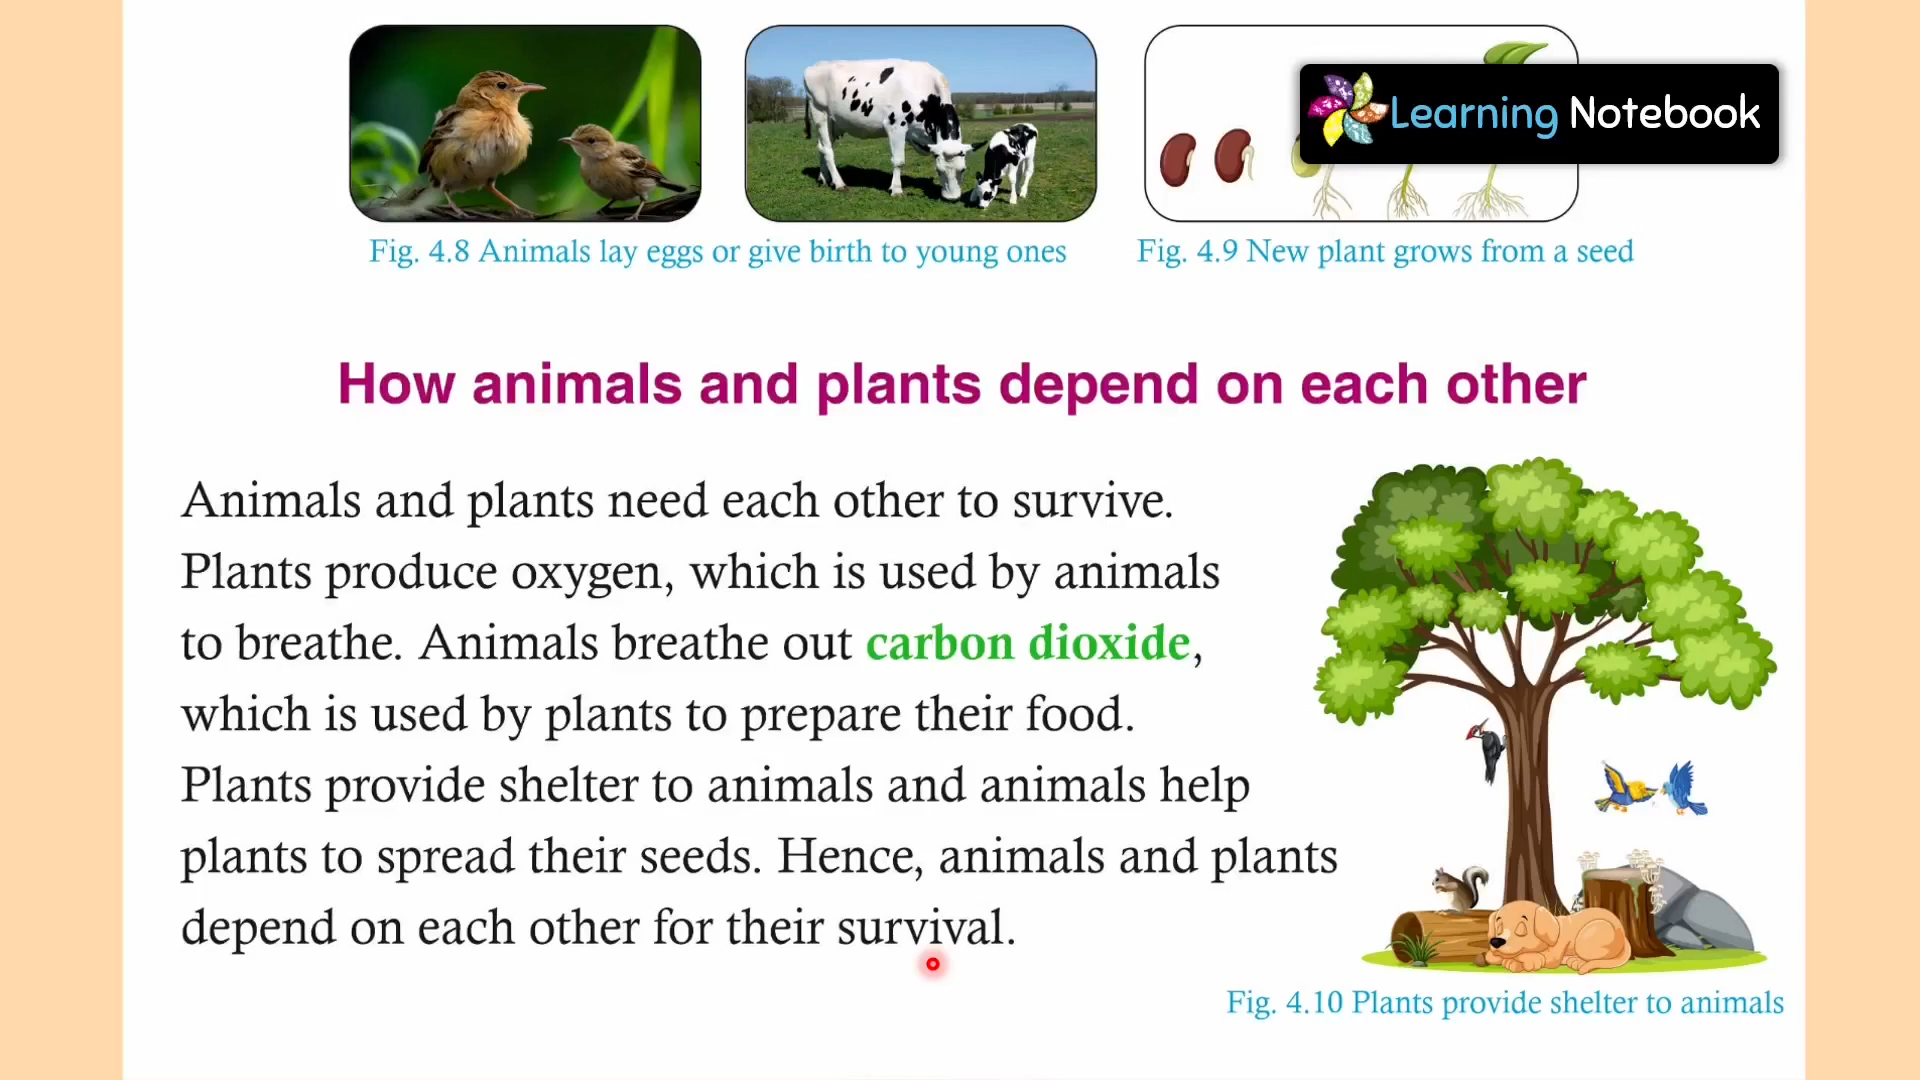 Learning Notebook
Fig. 4.8 Animals lay eggs or give birth to young ones
Fig. 4.9 New plant grows from a seed
How animals and plants depend on each other
Animals and plants need each other to survive.
Plants produce oxygen, which is used by animals
to breathe. Animals breathe out carbon dioxide,
which is used by plants to prepare their food.
Plants provide shelter to animals and animals help
plants to spread their seeds. Hence, animals and plants
depend on each other for their survival.
Fig. 4.10 Plants provide shelter to animals